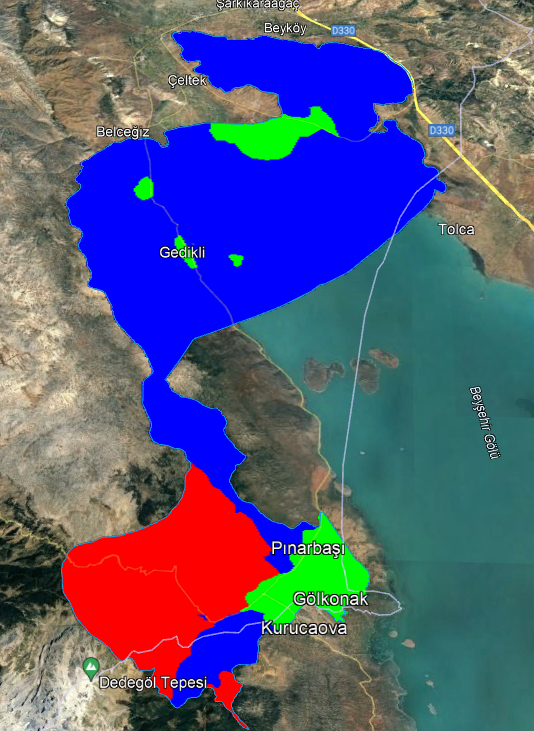 Şarkikaraağaç
Beyköy
D330
Çeltek
Belceğiz
D330
Tolca
Gedikli
Beyşehir Gölü
Pınarbaşı
Gölkonak
Kurucaova
Dedegöl Tepesi